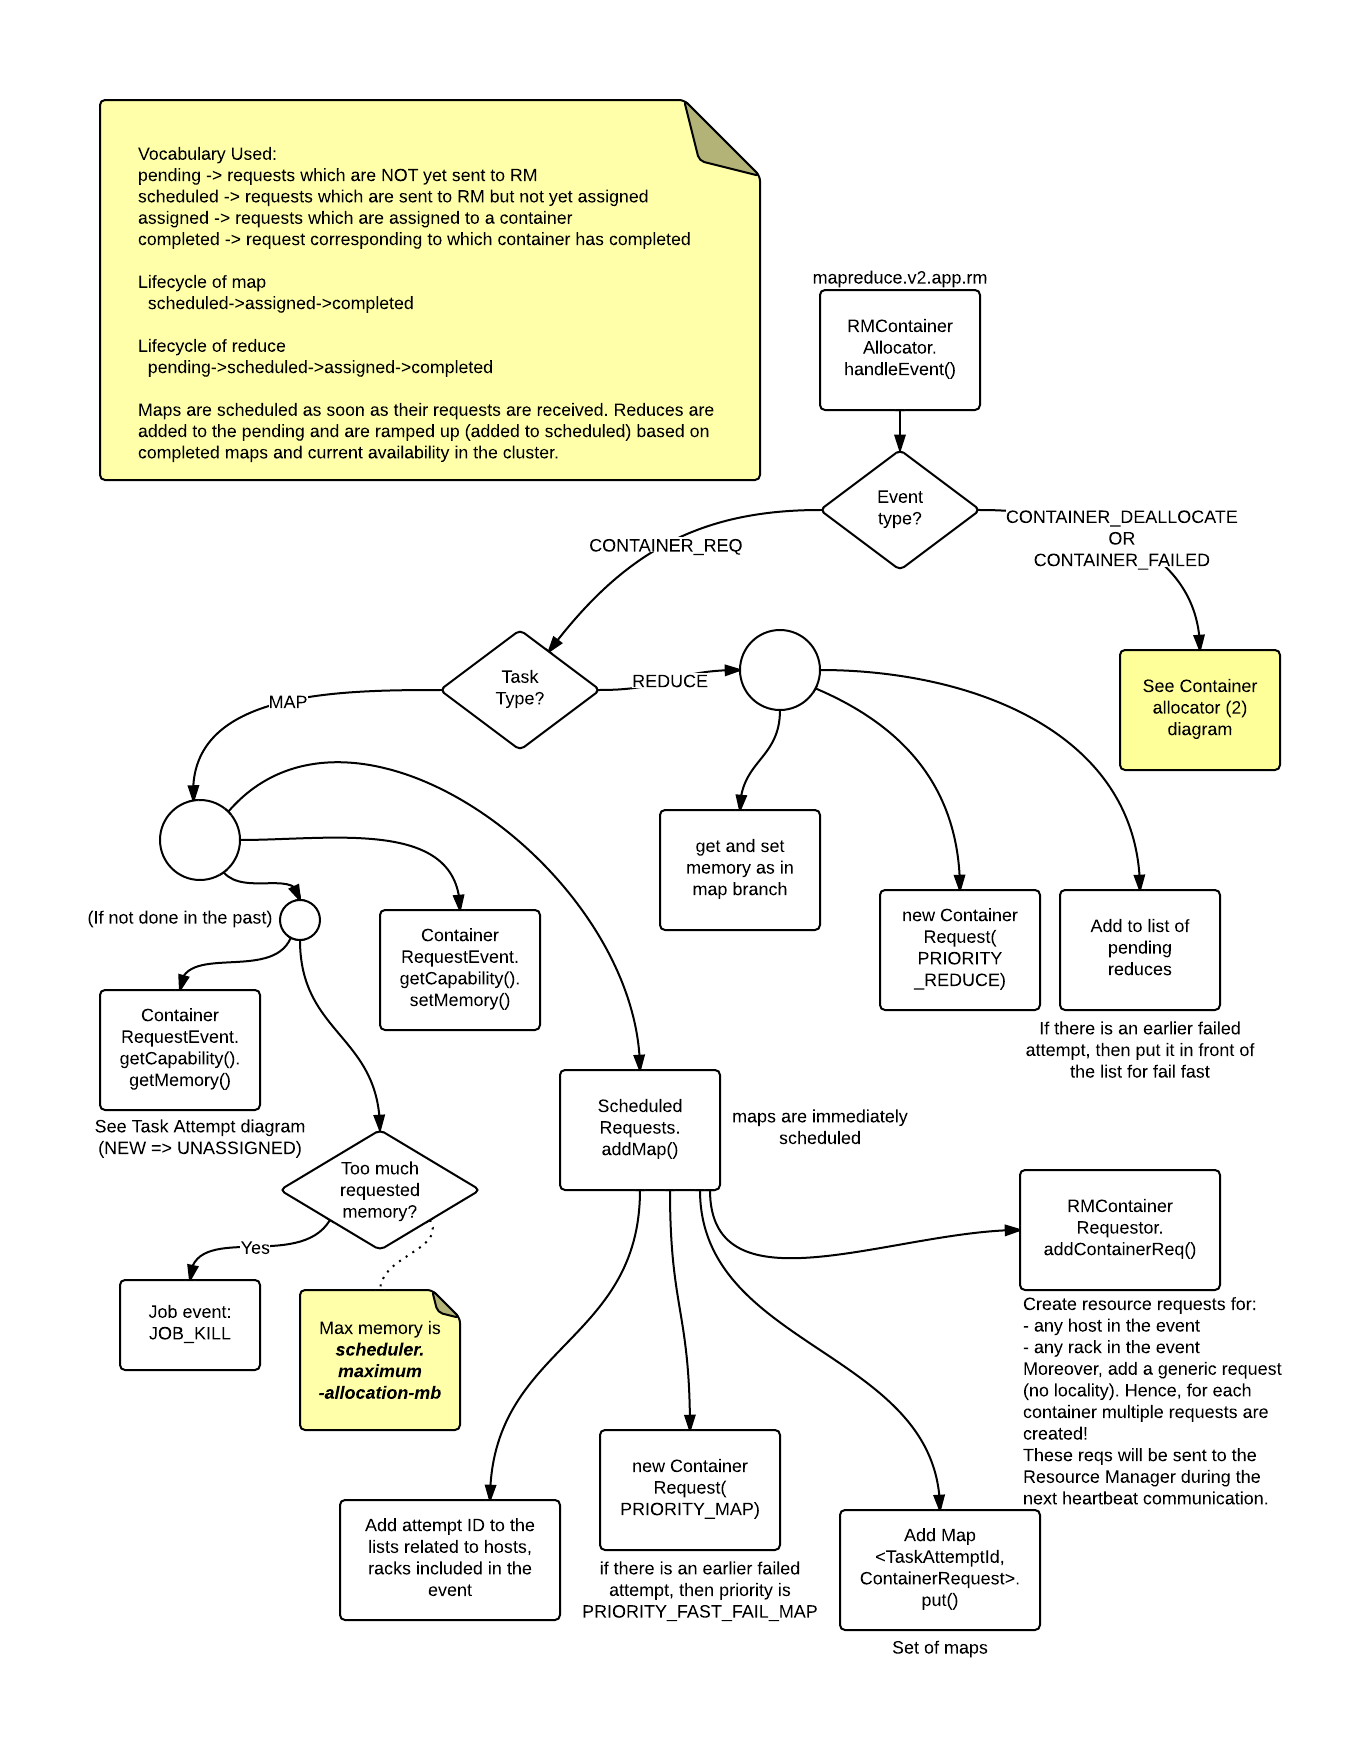 Vocabulary Used:
pending -> requests which are NOT yet sent to RM
scheduled -> requests which are sent to RM but not yet assigned
assigned -> requests which are assigned to a container
completed -> request corresponding to which container has completed
Lifecycle of map
scheduled->assigned->completed
Lifecycle of reduce
pending->scheduled->assigned->completed
Maps are scheduled as soon as their requests are received. Reduces are
added to the pending and are ramped up (added to scheduled) based on
completed maps and current availability in the cluster.
mapreduce.v2.app.rm
RMContainer
Allocator.
handleEvent()
Event
type?
CONTAINER_REQ
CONTAINER_DEALLOCATE
OR
CONTAINER_FAILED
Task
Type?
MAP
REDUCE
See Container
allocator (2)
diagram
get and set
memory as in
map branch
new Container
Request(
PRIORITY
_REDUCE)
Add to list of
pending
reduces
If there is an earlier failed
attempt, then put it in front of
the list for fail fast
(If not done in the past)
Container
RequestEvent.
getCapability().
setMemory()
Container
RequestEvent.
getCapability().
getMemory()
See Task Attempt diagram
(NEW => UNASSIGNED)
Too much
requested
memory?
Yes
Job event:
JOB_KILL
Max memory is
scheduler.
maximum
-allocation-mb
Scheduled
Requests.
addMap()
maps are immediately
scheduled
RMContainer
Requestor.
addContainerReq()
Create resource requests for:
- any host in the event
- any rack in the event
Moreover, add a generic request
(no locality). Hence, for each
container multiple requests are
created!
These reqs will be sent to the
Resource Manager during the
next heartbeat communication.
Add attempt ID to the
lists related to hosts,
racks included in the
event
new Container
Request(
PRIORITY_MAP)
if there is an earlier failed
attempt, then priority is
PRIORITY_FAST_FAIL_MAP
Add Map
<TaskAttemptId,
ContainerRequest>.
put()
Set of maps